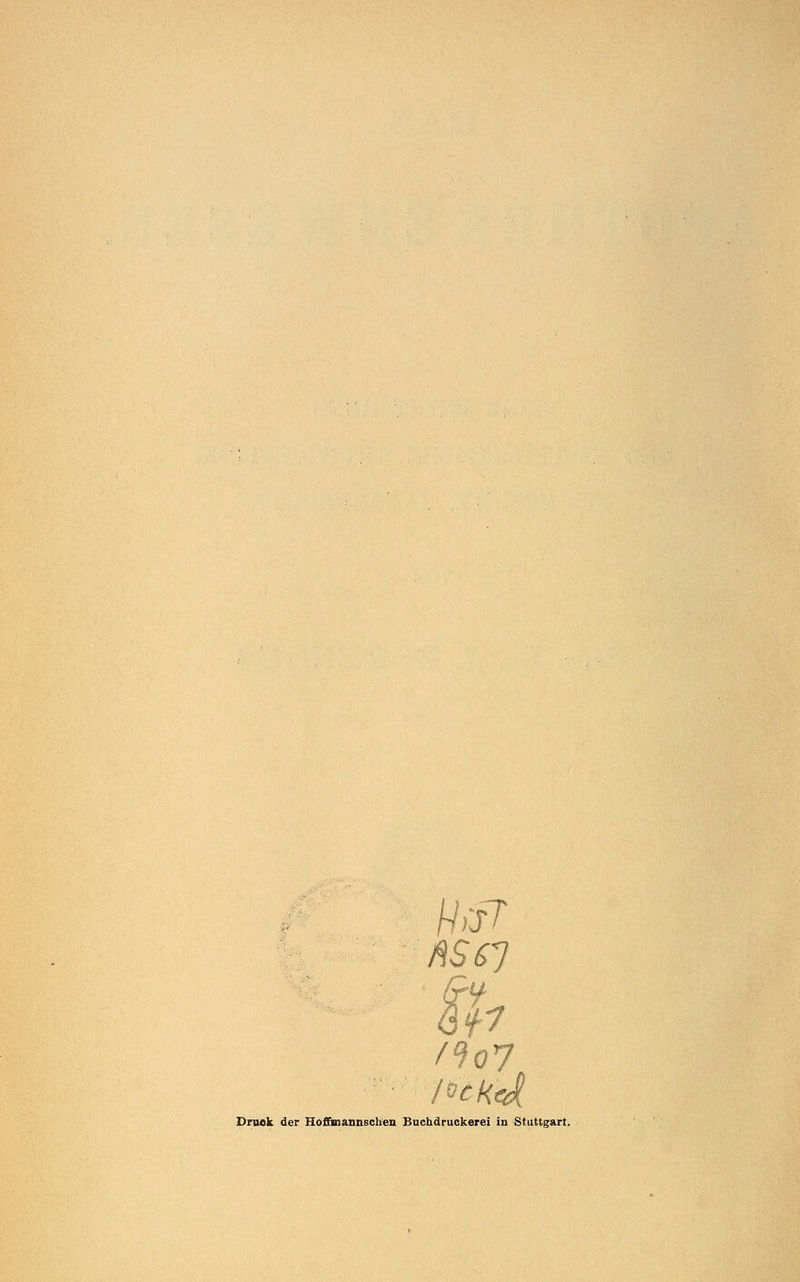 HisT
AS67
G4
G47
1907
locked
Druck der Hoffmannschen Buchdruckerei in Stuttgart.